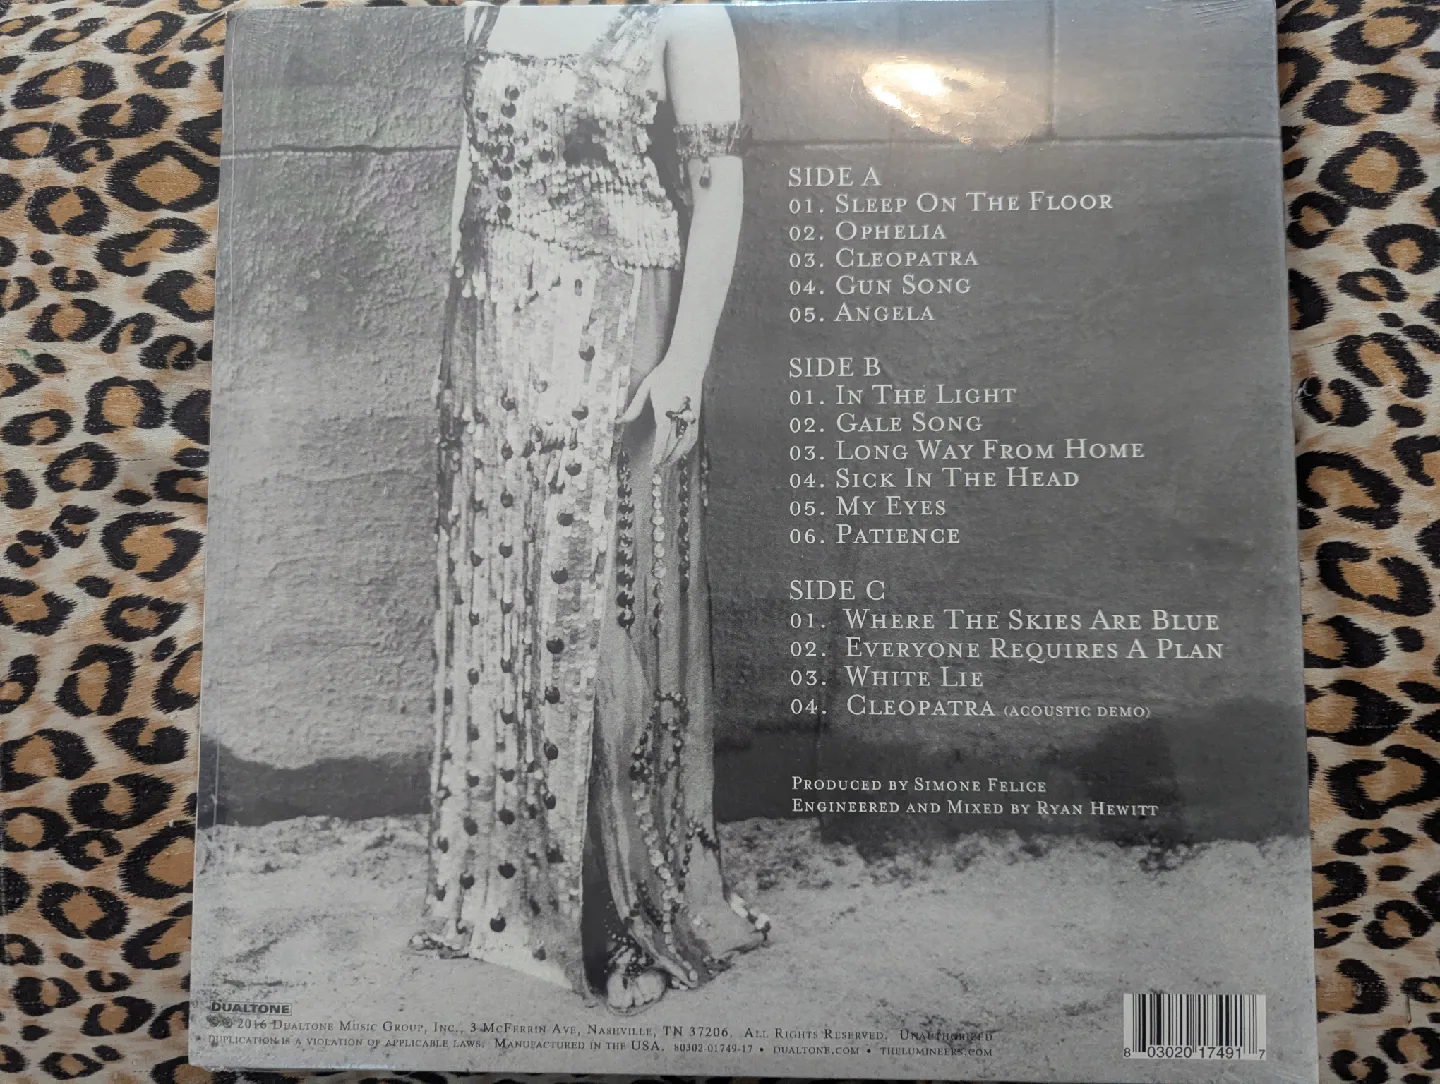 SIDE A
01. SLEEP ON THE FLOOR
02. OPHELIA
03. CLEOPATRA
04. GUN SONG
05. ANGELA
SIDE B
01. IN THE LIGHT
02. GALE SONG
03. LONG WAY FROM HOME
04. SICK IN THE HEAD
05. MY EYES
06. PATIENCE
SIDE C
01. WHERE THE SKIES ARE BLUE
02. EVERYONE REQUIRES A PLAN
03. WHITE LIE
04. CLEOPATRA (ACOUSTIC DEMO)
PRODUCED BY SIMONE FELICE
ENGINEERED AND MIXED BY RYAN HEWITT
DUALTONE
℗ © 2016 DUALTONE MUSIC GROUP, INC., 3 MCFERRIN AVE, NASHVILLE, TN 37206. ALL RIGHTS RESERVED. UNAUTHORIZED
DUPLICATION IS A VIOLATION OF APPLICABLE LAWS. MANUFACTURED IN THE USA. 80302-01749-17 • DUALTONE.COM • THELUMINEERS.COM
8 03020 17491 7